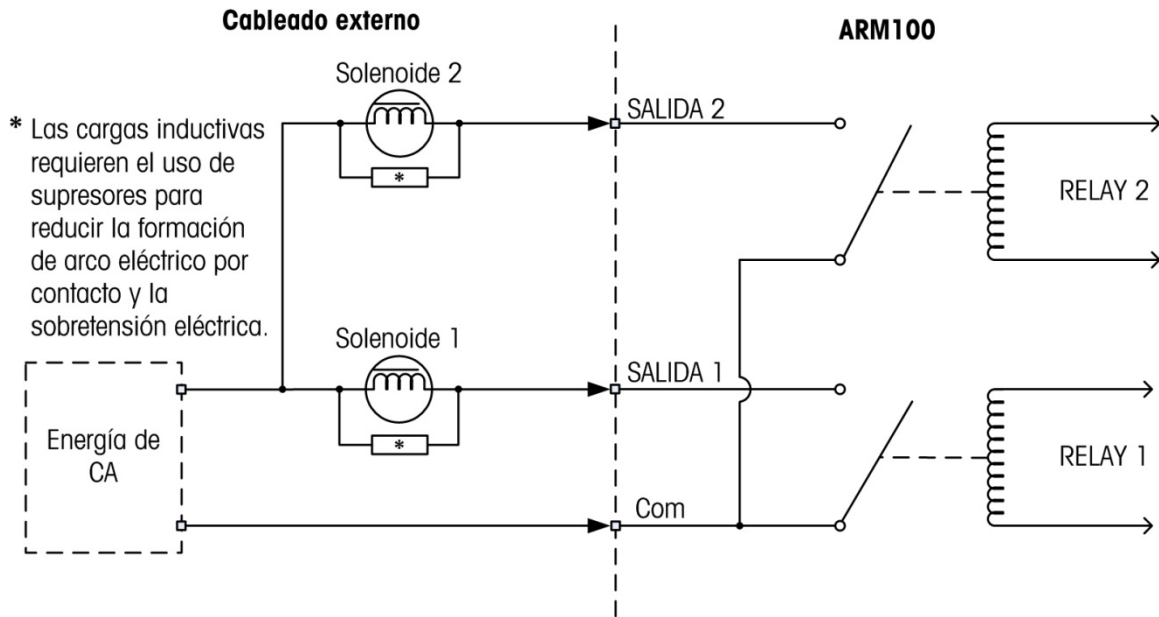 Cableado externo
ARM100
Solenoide 2
* Las cargas inductivas
requieren el uso de
supresores para
reducir la formación
de arco eléctrico por
contacto y la
sobretensión eléctrica.
*
SALIDA 2
RELAY 2
Solenoide 1
*
SALIDA 1
Energía de
CA
RELAY 1
Com